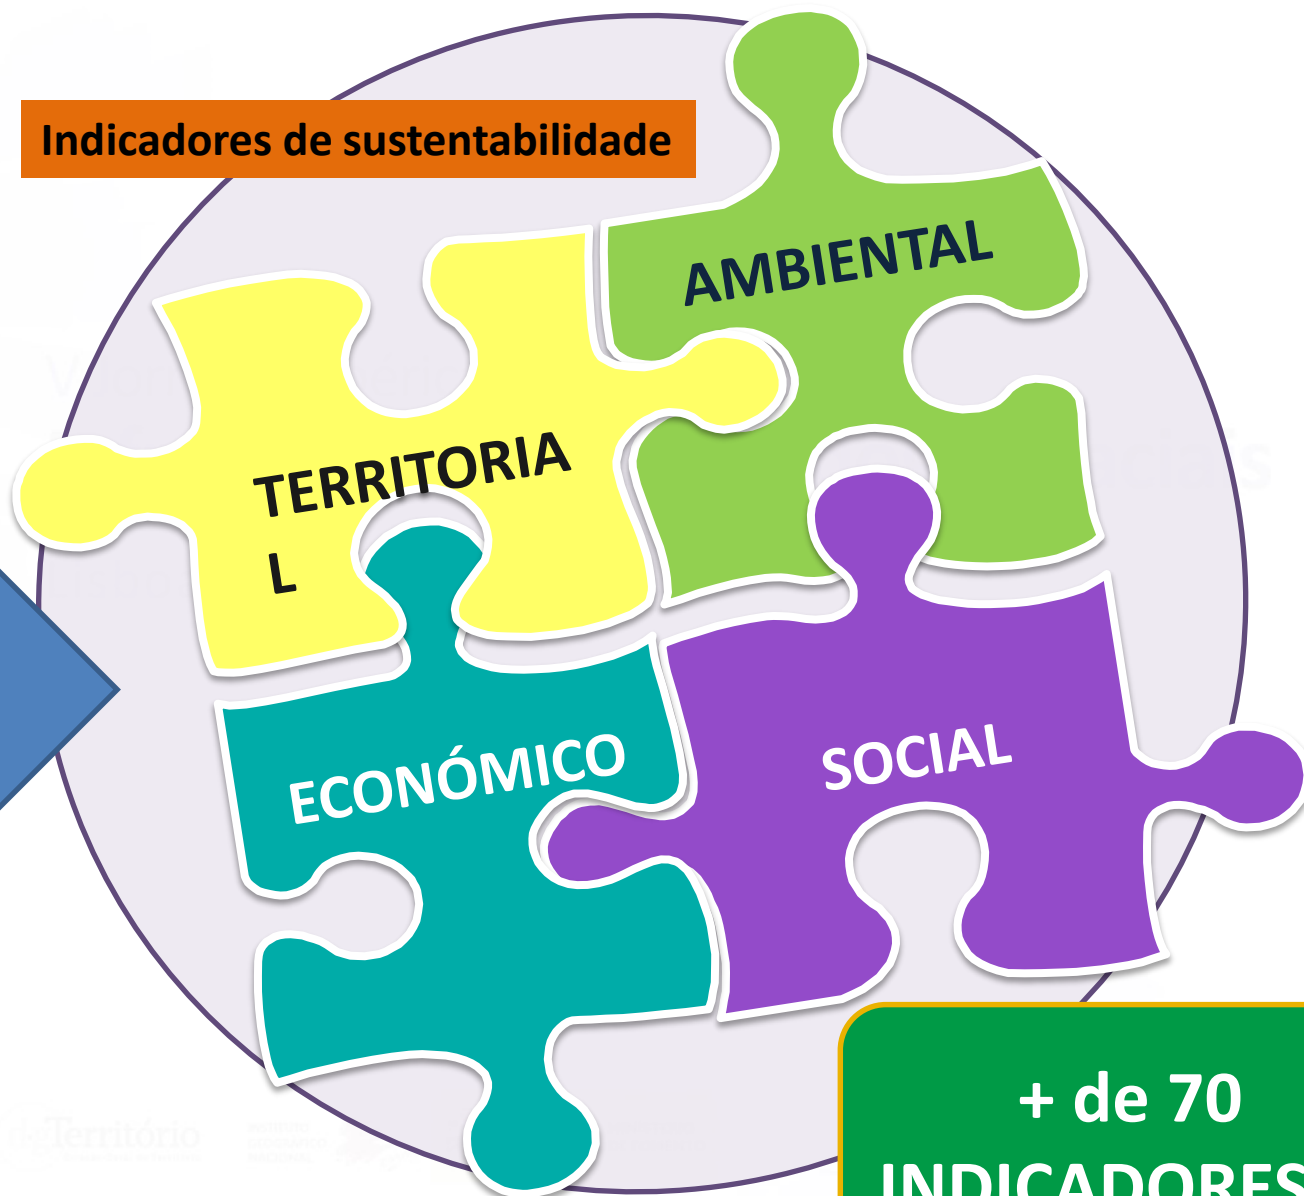 Indicadores de sustentabilidade
AMBIENTAL
TERRITORIA
L
ECONÓMICO
SOCIAL
+ de 70
INDICADORES